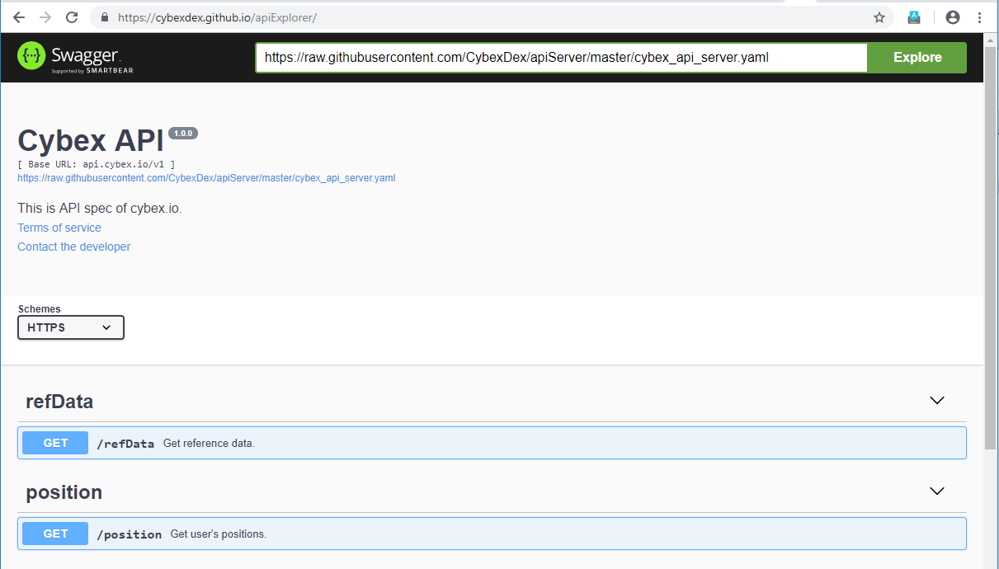 https://cybexdex.github.io/apiExplorer/
{···} Swagger
Supported by SMARTBEAR
https://raw.githubusercontent.com/CybexDex/apiServer/master/cybex_api_server.yaml
Explore
Cybex API 1.0.0
[ Base URL: api.cybex.io/v1 ]
https://raw.githubusercontent.com/CybexDex/apiServer/master/cybex_api_server.yaml
This is API spec of cybex.io.
Terms of service
Contact the developer
Schemes
HTTPS
refData
GET /refData Get reference data.
position
GET /position Get user's positions.